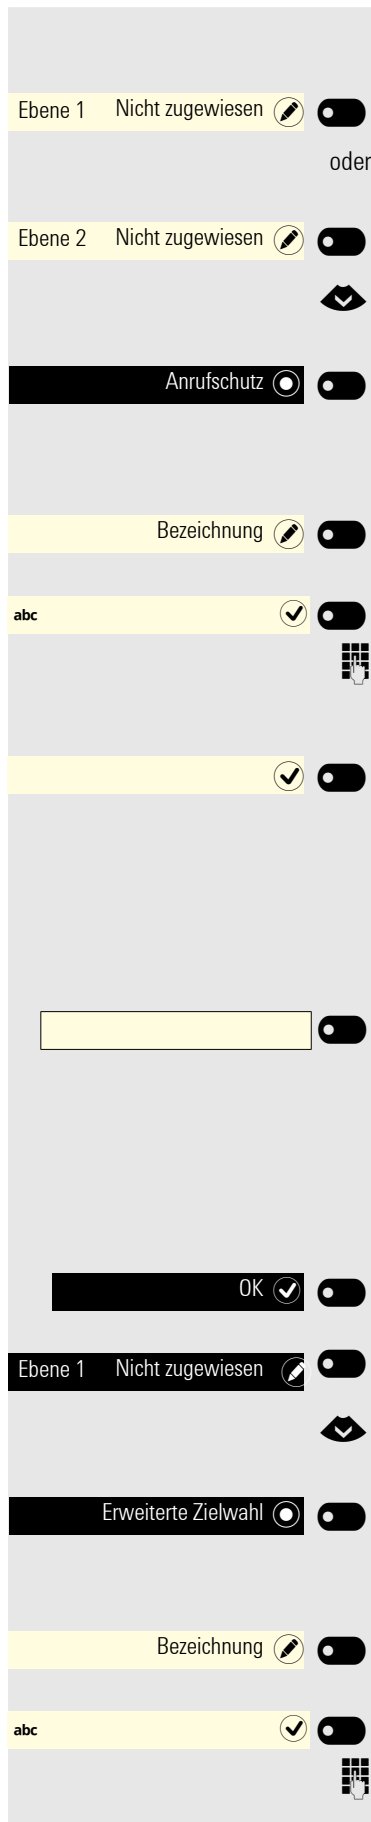 Ebene 1 Nicht zugewiesen
oder
Ebene 2 Nicht zugewiesen
Anrufschutz
Bezeichnung
abc
OK
Ebene 1 Nicht zugewiesen
Erweiterte Zielwahl
Bezeichnung
abc